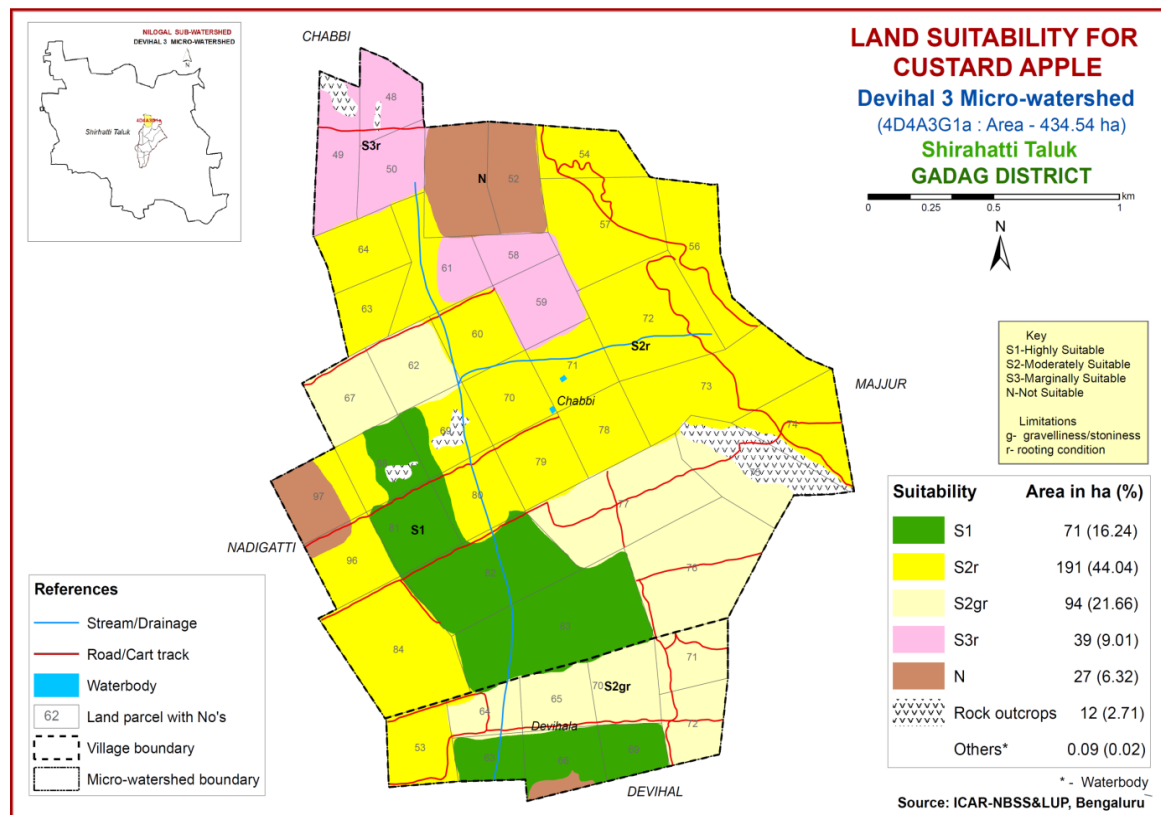 NILOGAL SUB-WATERSHED
DEVIHAL 3 MICRO-WATERSHED
N
Shirhatti Taluk
4D4A3G1a
LAND SUITABILITY FOR
CUSTARD APPLE
Devihal 3 Micro-watershed
(4D4A3G1a : Area - 434.54 ha)
Shirahatti Taluk
GADAG DISTRICT
km
0 0.25 0.5 1
N
CHABBI
48
S3r
49
50
N
52
54
57
56
64
61
58
59
63
60
72
S2r
62
71
67
70
Chabbi
73
MAJJUR
69
78
74
79
75
97
80
77
S1
NADIGATTI
96
76
84
71
70
S2gr
65
64
Devihala
72
53
DEVIHAL
Key
S1-Highly Suitable
S2-Moderately Suitable
S3-Marginally Suitable
N-Not Suitable
Limitations
g- gravelliness/stoniness
r- rooting condition
Suitability Area in ha (%)
S1 71 (16.24)
S2r 191 (44.04)
S2gr 94 (21.66)
S3r 39 (9.01)
N 27 (6.32)
Rock outcrops 12 (2.71)
Others* 0.09 (0.02)
* - Waterbody
Source: ICAR-NBSS&LUP, Bengaluru
References
Stream/Drainage
Road/Cart track
Waterbody
62 Land parcel with No's
Village boundary
Micro-watershed boundary